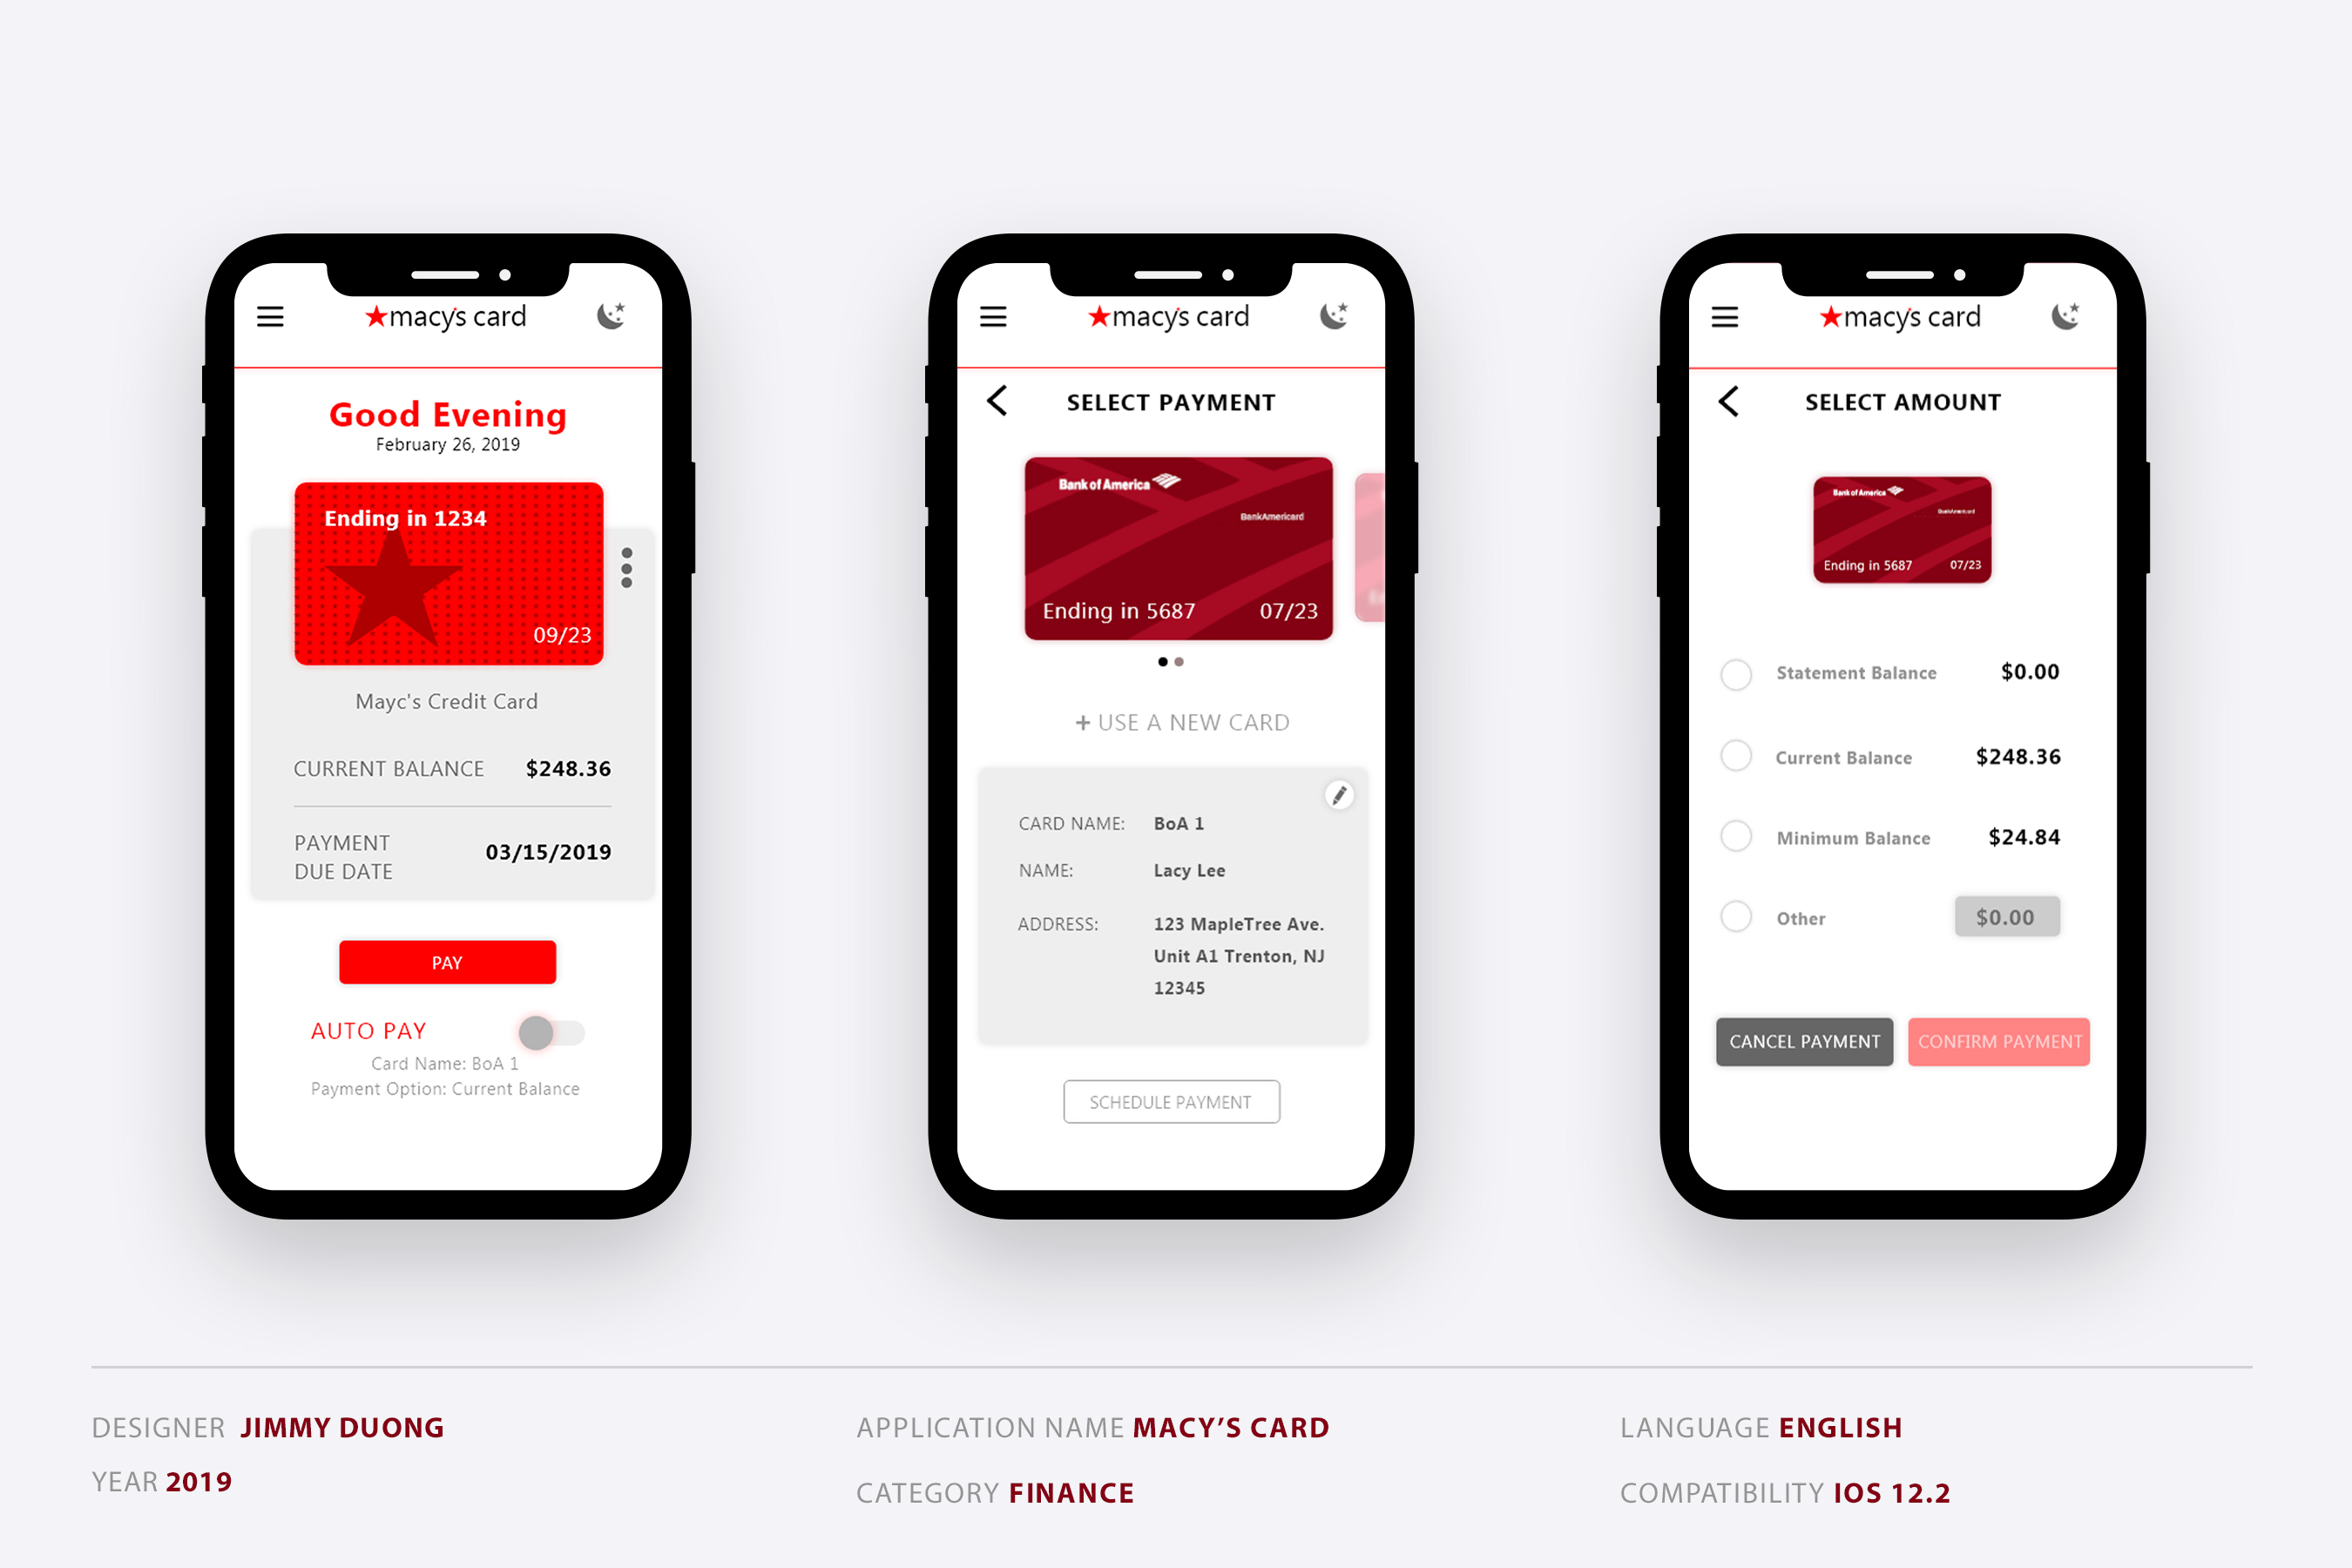 macy's card
Good Evening
February 26, 2019
Ending in 1234
09/23
Mayc's Credit Card
CURRENT BALANCE $248.36
PAYMENT
DUE DATE
03/15/2019
PAY
AUTO PAY
Card Name: BoA 1
Payment Option: Current Balance
macy's card
SELECT PAYMENT
Bank of America
BankAmericard
Ending in 5687 07/23
+ USE A NEW CARD
CARD NAME: BoA 1
NAME: Lacy Lee
ADDRESS: 123 MapleTree Ave.
Unit A1 Trenton, NJ
12345
SCHEDULE PAYMENT
macy's card
SELECT AMOUNT
Bank of America
BankAmericard
Ending in 5687 07/23
Statement Balance $0.00
Current Balance $248.36
Minimum Balance $24.84
Other $0.00
CANCEL PAYMENT CONFIRM PAYMENT
DESIGNER JIMMY DUONG
YEAR 2019
APPLICATION NAME MACY'S CARD
CATEGORY FINANCE
LANGUAGE ENGLISH
COMPATIBILITY IOS 12.2